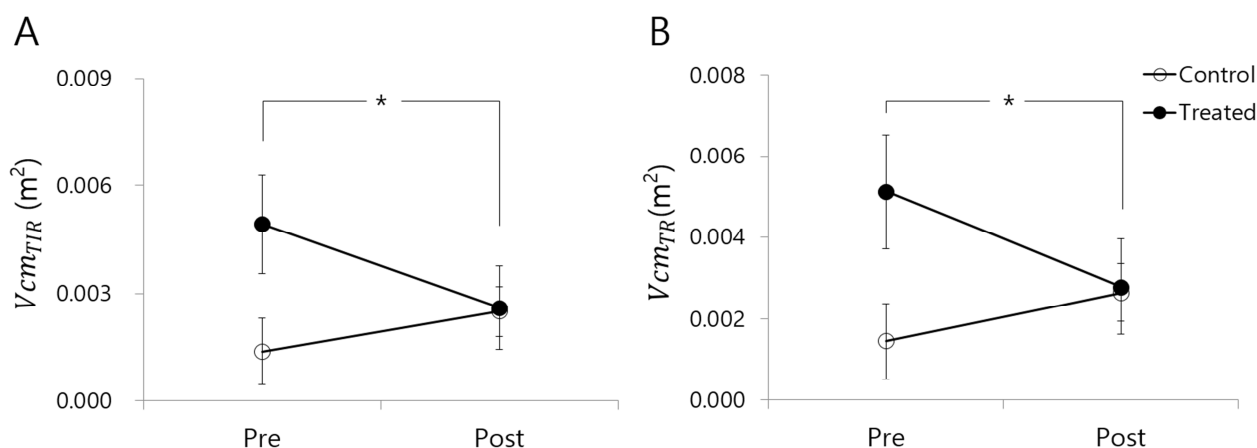 A
0.009
0.006
0.003
0.000
Vcm_TIR (m²)
*
Pre
Post
B
0.008
0.006
0.004
0.002
0.000
Vcm_TR (m²)
*
Pre
Post
Control
Treated